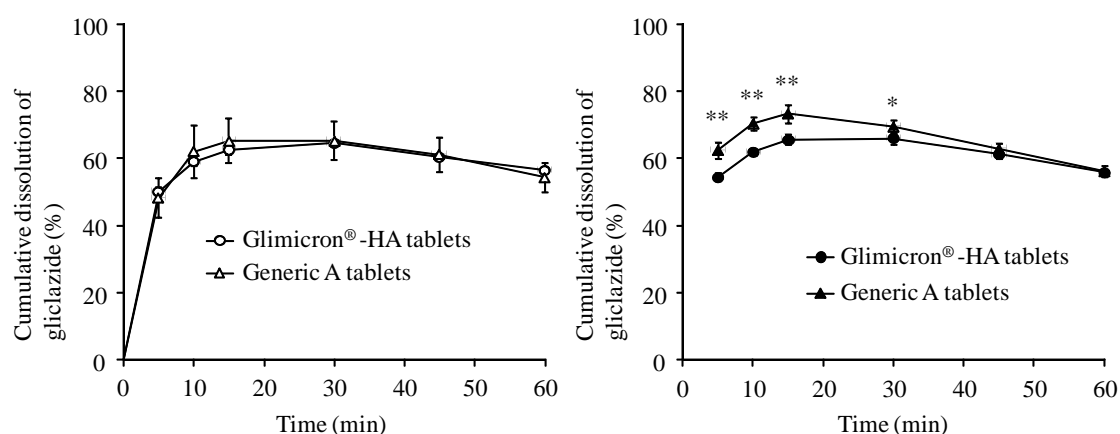 100
80
60
40
20
0
Cumulative dissolution of
gliclazide (%)
Glimicron®-HA tablets
Generic A tablets
0 10 20 30 40 50 60
Time (min)
100
80
60
40
20
0
Cumulative dissolution of
gliclazide (%)
** ** ** *
Glimicron®-HA tablets
Generic A tablets
0 10 20 30 40 50 60
Time (min)